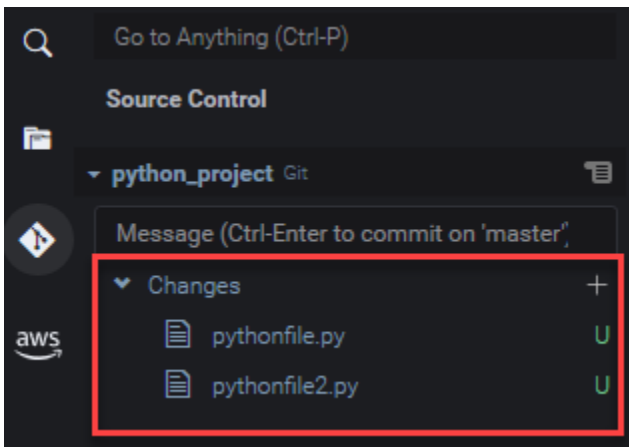 Go to Anything (Ctrl-P)
Source Control
python_project Git
Message (Ctrl-Enter to commit on 'master'
Changes
pythonfile.py U
aws
pythonfile2.py U